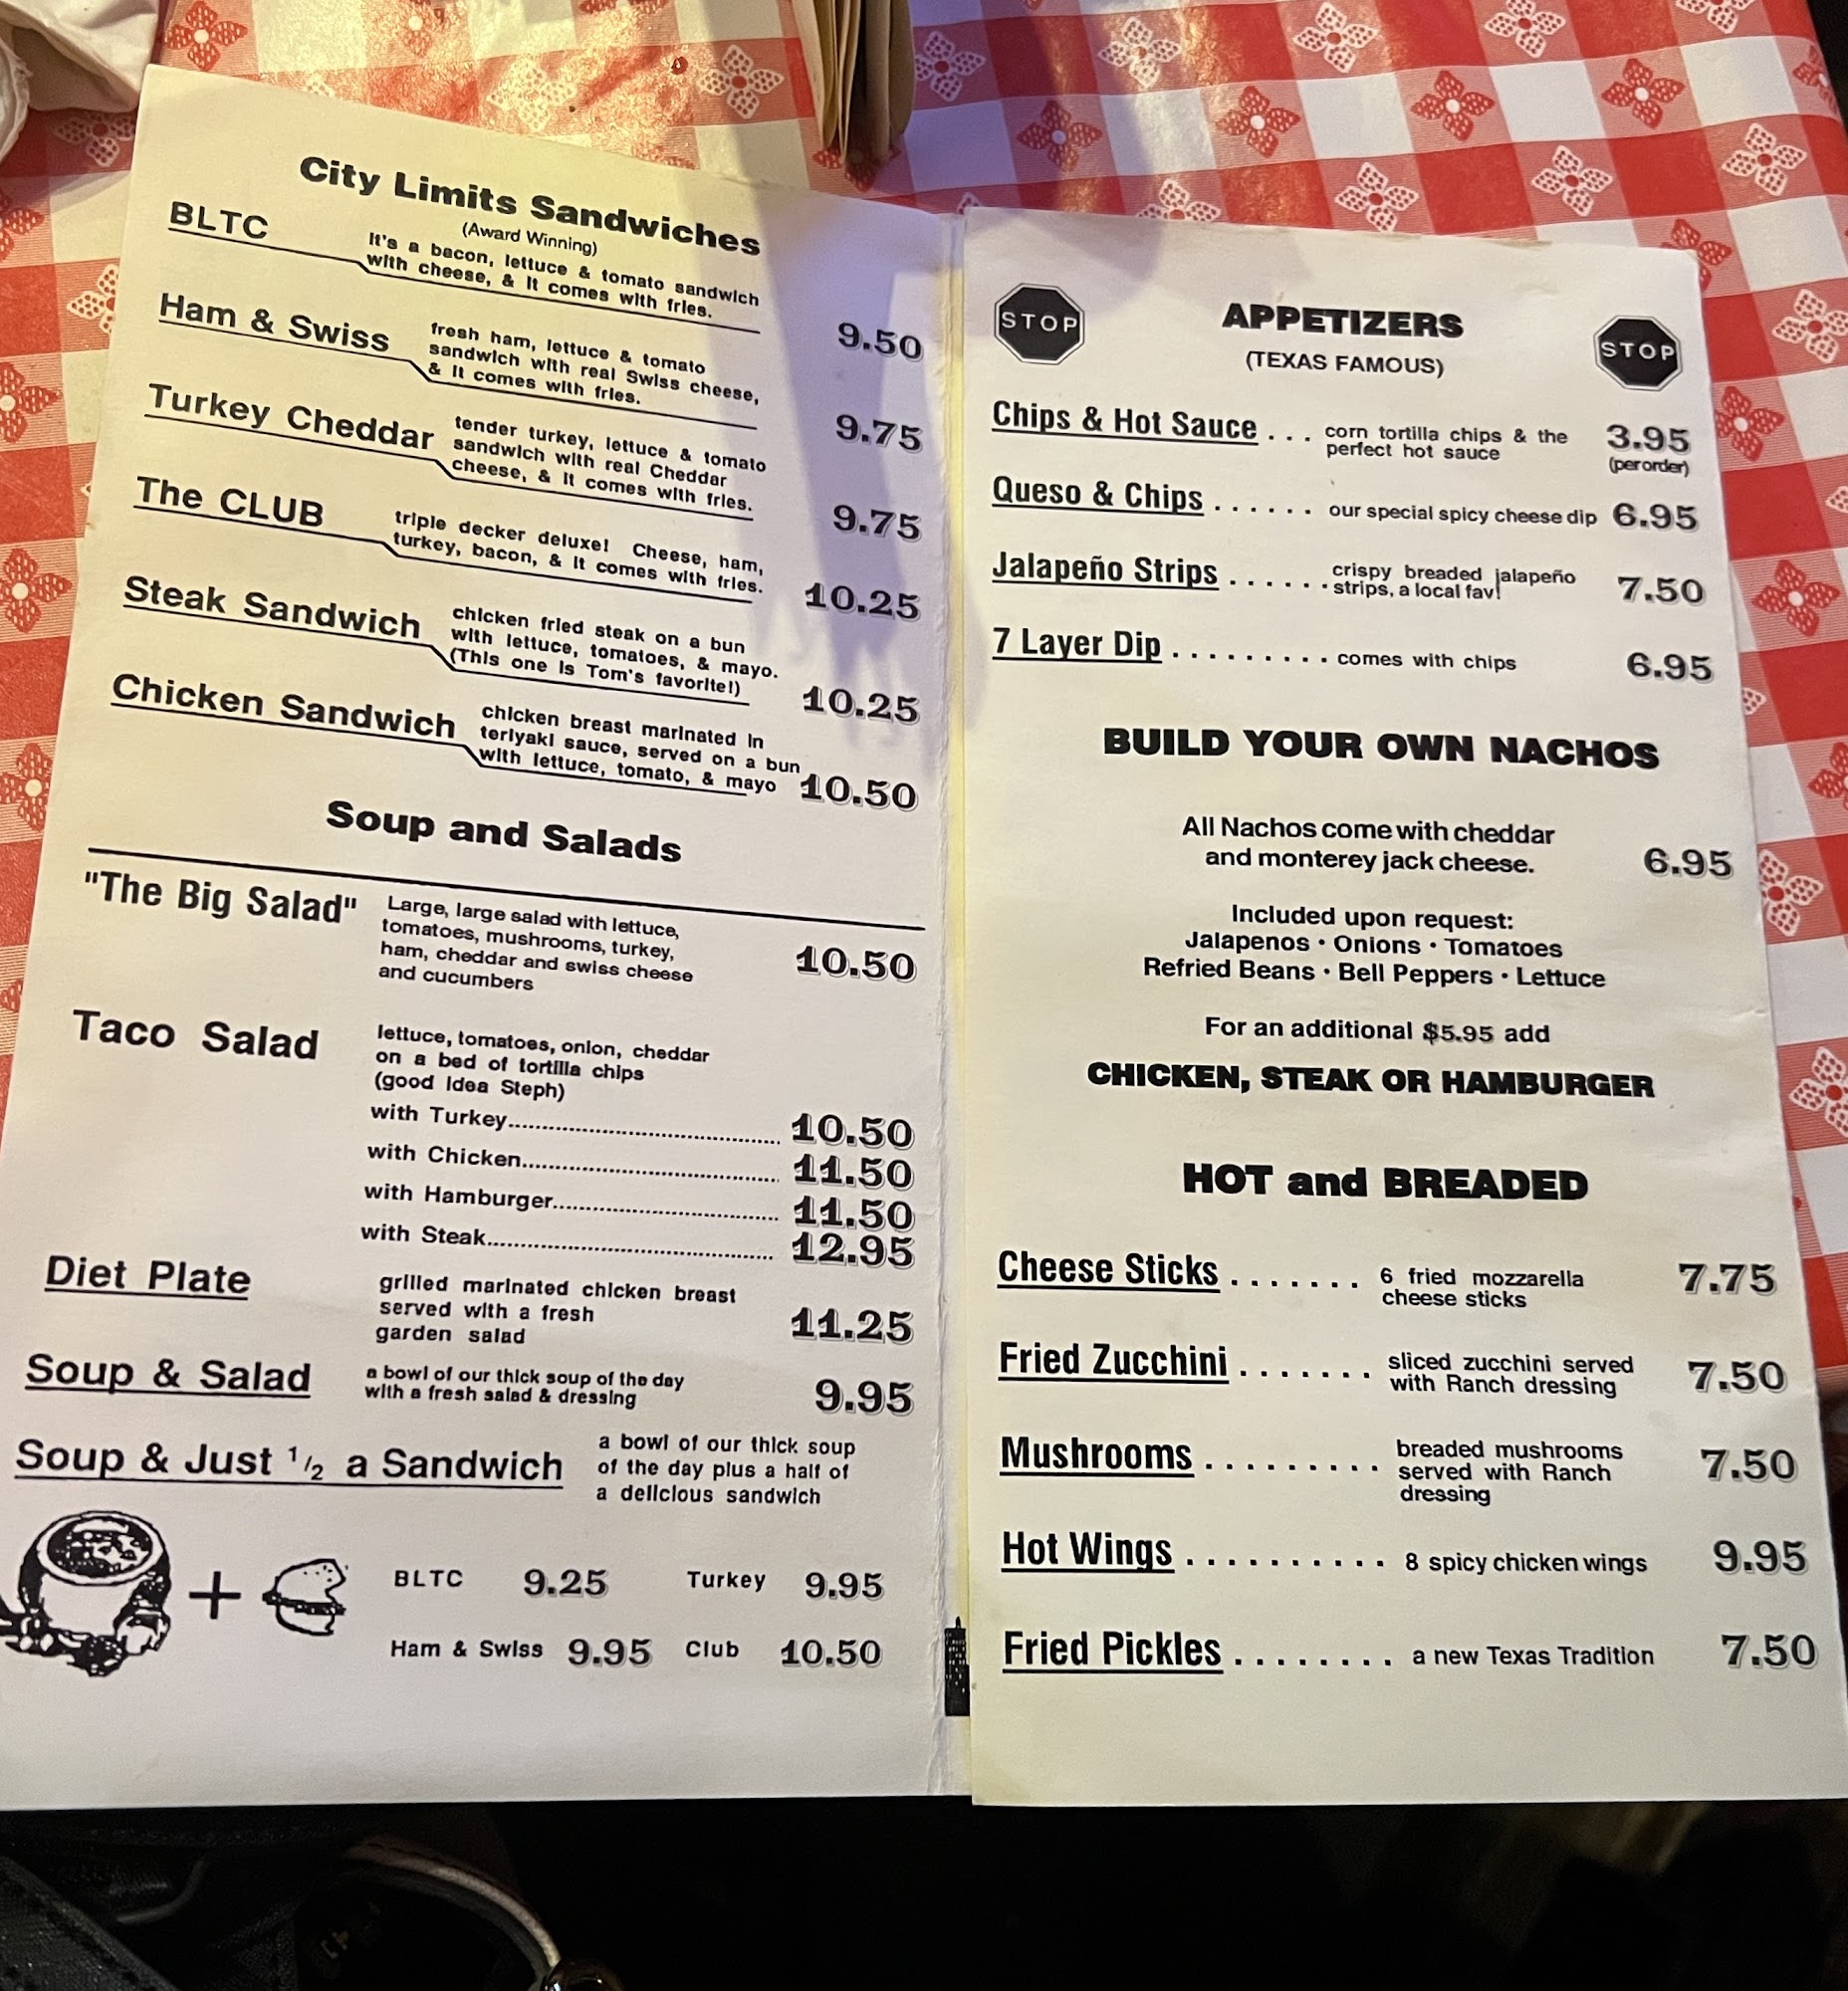 City Limits Sandwiches
(Award Winning)
BLTC
It's a bacon, lettuce & tomato sandwich
with cheese, & it comes with fries.
9.50
Ham & Swiss
fresh ham, lettuce & tomato
sandwich with real Swiss cheese,
& it comes with fries.
9.75
Turkey Cheddar
tender turkey, lettuce & tomato
sandwich with real Cheddar
cheese, & it comes with fries.
9.75
The CLUB
triple decker deluxe! Cheese, ham,
turkey, bacon, & it comes with fries.
10.25
Steak Sandwich
chicken fried steak on a bun
with lettuce, tomatoes, & mayo.
(This one is Tom's favorite!)
10.25
Chicken Sandwich
chicken breast marinated in
teriyaki sauce, served on a bun
with lettuce, tomato, & mayo
10.50
Soup and Salads
"The Big Salad"
Large, large salad with lettuce,
tomatoes, mushrooms, turkey,
ham, cheddar and swiss cheese
and cucumbers
10.50
Taco Salad
lettuce, tomatoes, onion, cheddar
on a bed of tortilla chips
(good idea Steph)
with Turkey 10.50
with Chicken 11.50
with Hamburger 11.50
with Steak 12.95
Diet Plate
grilled marinated chicken breast
served with a fresh
garden salad
11.25
Soup & Salad
a bowl of our thick soup of the day
with a fresh salad & dressing
9.95
Soup & Just 1/2 a Sandwich
a bowl of our thick soup
of the day plus a half of
a delicious sandwich
BLTC 9.25 Turkey 9.95
Ham & Swiss 9.95 Club 10.50
STOP
APPETIZERS
STOP
(TEXAS FAMOUS)
Chips & Hot Sauce . . . corn tortilla chips & the
perfect hot sauce
3.95
(per order)
Queso & Chips . . . . . . our special spicy cheese dip 6.95
Jalapeño Strips . . . . . . crispy breaded jalapeño
strips, a local fav!
7.50
7 Layer Dip . . . . . . . . . comes with chips 6.95
BUILD YOUR OWN NACHOS
All Nachos come with cheddar
and monterey jack cheese.
6.95
Included upon request:
Jalapenos • Onions • Tomatoes
Refried Beans • Bell Peppers • Lettuce
For an additional $5.95 add
CHICKEN, STEAK OR HAMBURGER
HOT and BREADED
Cheese Sticks . . . . . . . 6 fried mozzarella
cheese sticks
7.75
Fried Zucchini . . . . . . . sliced zucchini served
with Ranch dressing
7.50
Mushrooms . . . . . . . . . breaded mushrooms
served with Ranch
dressing
7.50
Hot Wings . . . . . . . . . . 8 spicy chicken wings 9.95
Fried Pickles . . . . . . . . a new Texas Tradition 7.50